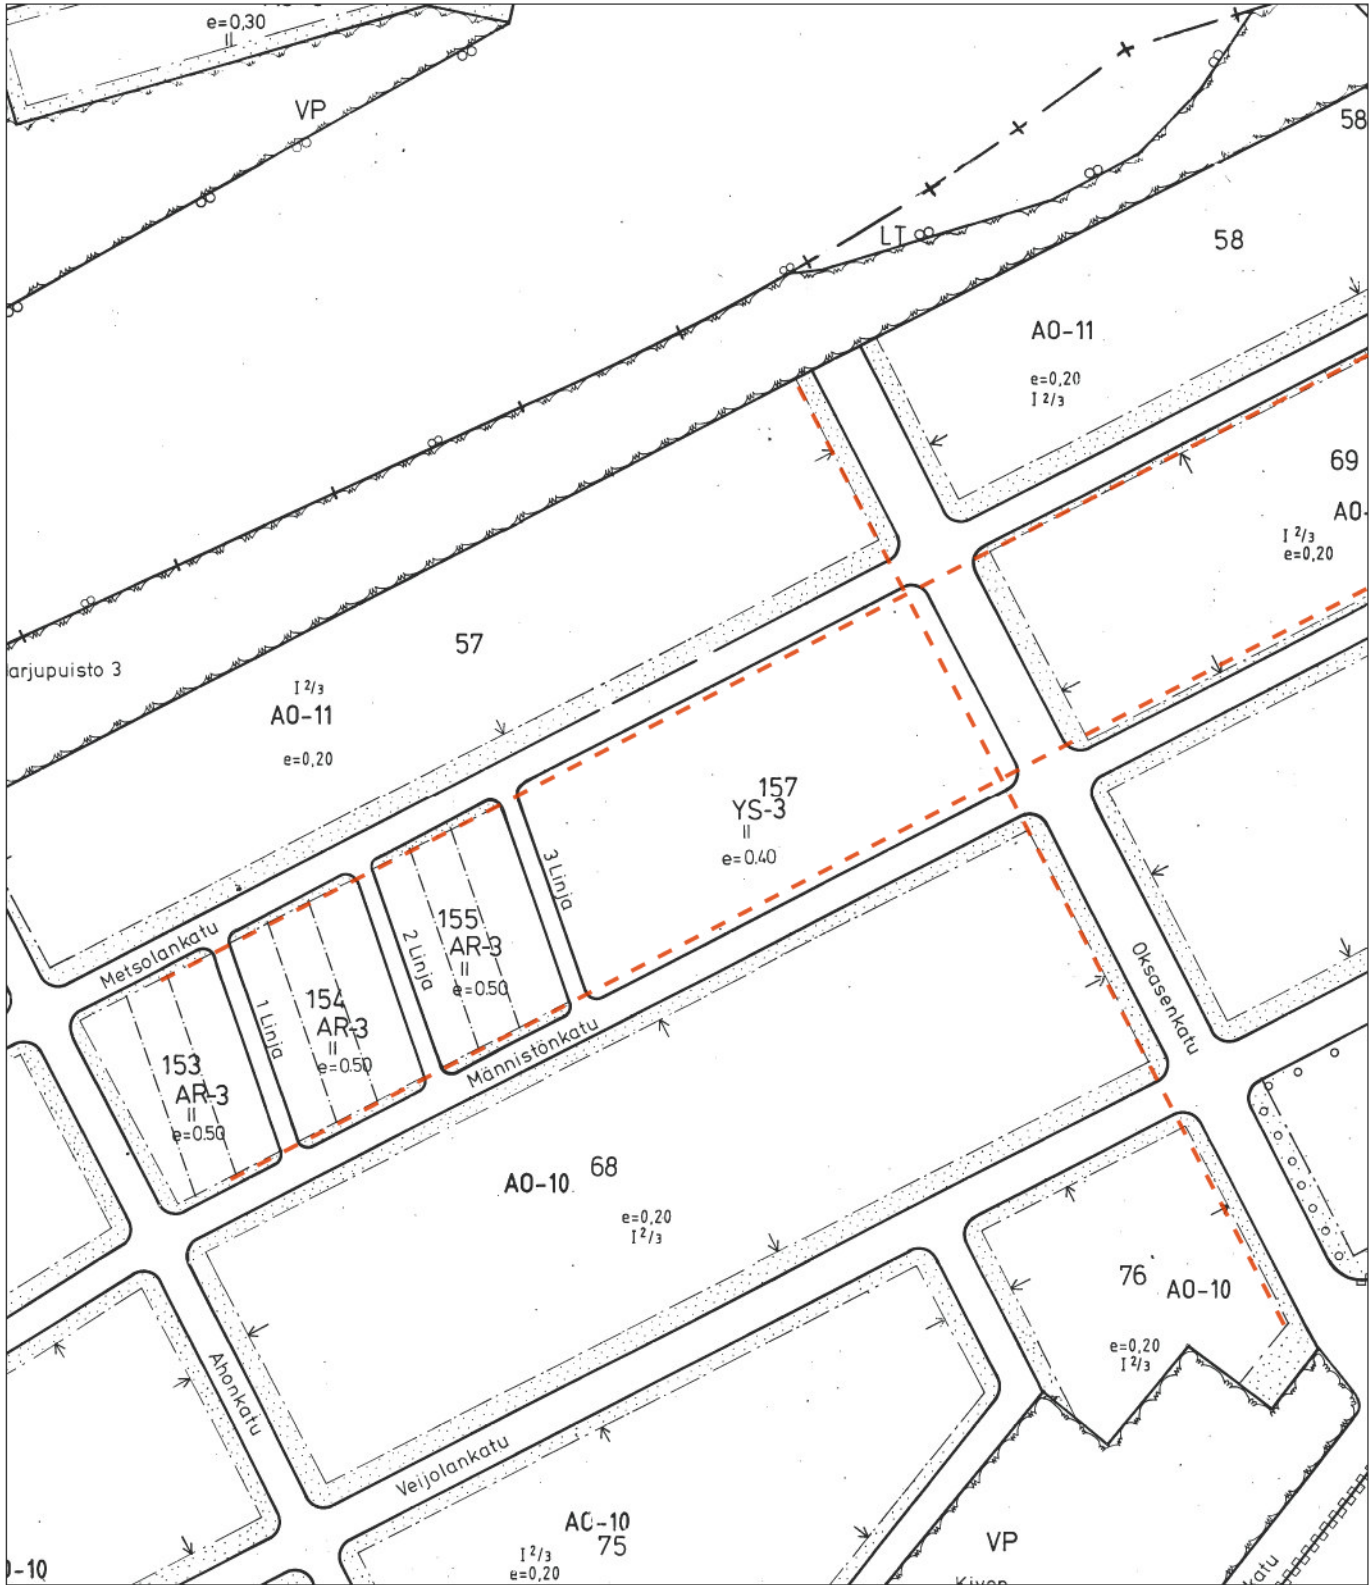 e=0,30
II
VP
58
LT
58
AO-11
e=0,20
I 2/3
69
AO-
I 2/3
e=0,20
57
arjupuisto 3
I 2/3
AO-11
e=0,20
157
YS-3
II
e=0.40
3 Linja
155
AR-3
II
e=0.50
2 Linja
Metsolankatu
154
AR-3
II
e=0.50
1 Linja
153
AR-3
II
e=0.50
Männistönkatu
Oksasenkatu
68
AO-10
e=0,20
I 2/3
76
AO-10
e=0,20
I 2/3
Ahonkatu
Veijolankatu
AO-10
75
I 2/3
e=0,20
VP
0-10
katu